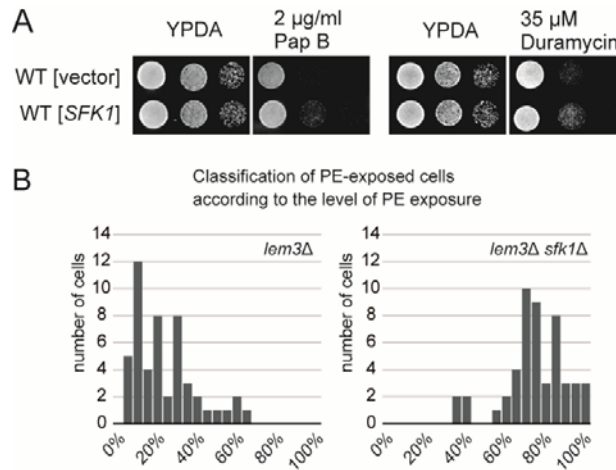 A
YPDA
2 µg/ml
Pap B
YPDA
35 µM
Duramycin
WT [vector]
WT [SFK1]
B
Classification of PE-exposed cells
according to the level of PE exposure
number of cells
14
12
10
8
6
4
2
0
lem3Δ
0%
20%
40%
60%
80%
100%
number of cells
14
12
10
8
6
4
2
0
lem3Δ sfk1Δ
0%
20%
40%
60%
80%
100%